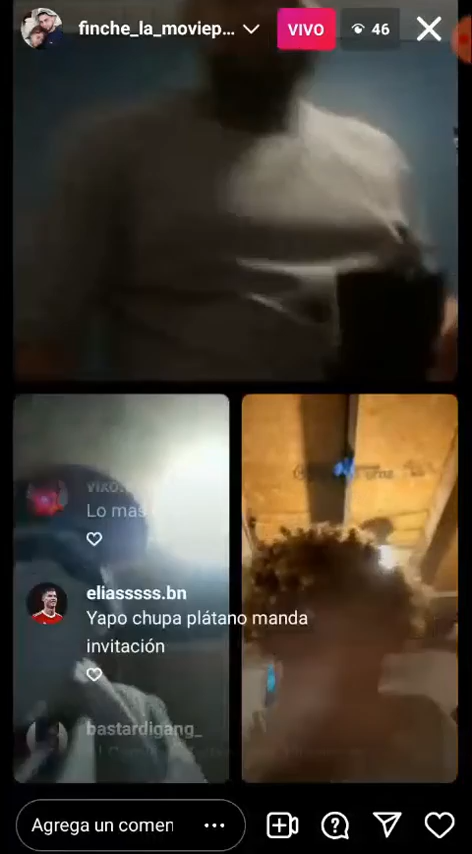 finche_la_moviep...
VIVO
46
Lo mas
eliasssss.bn
Yapo chupa plátano manda
invitación
bastardigang_
Agrega un comen